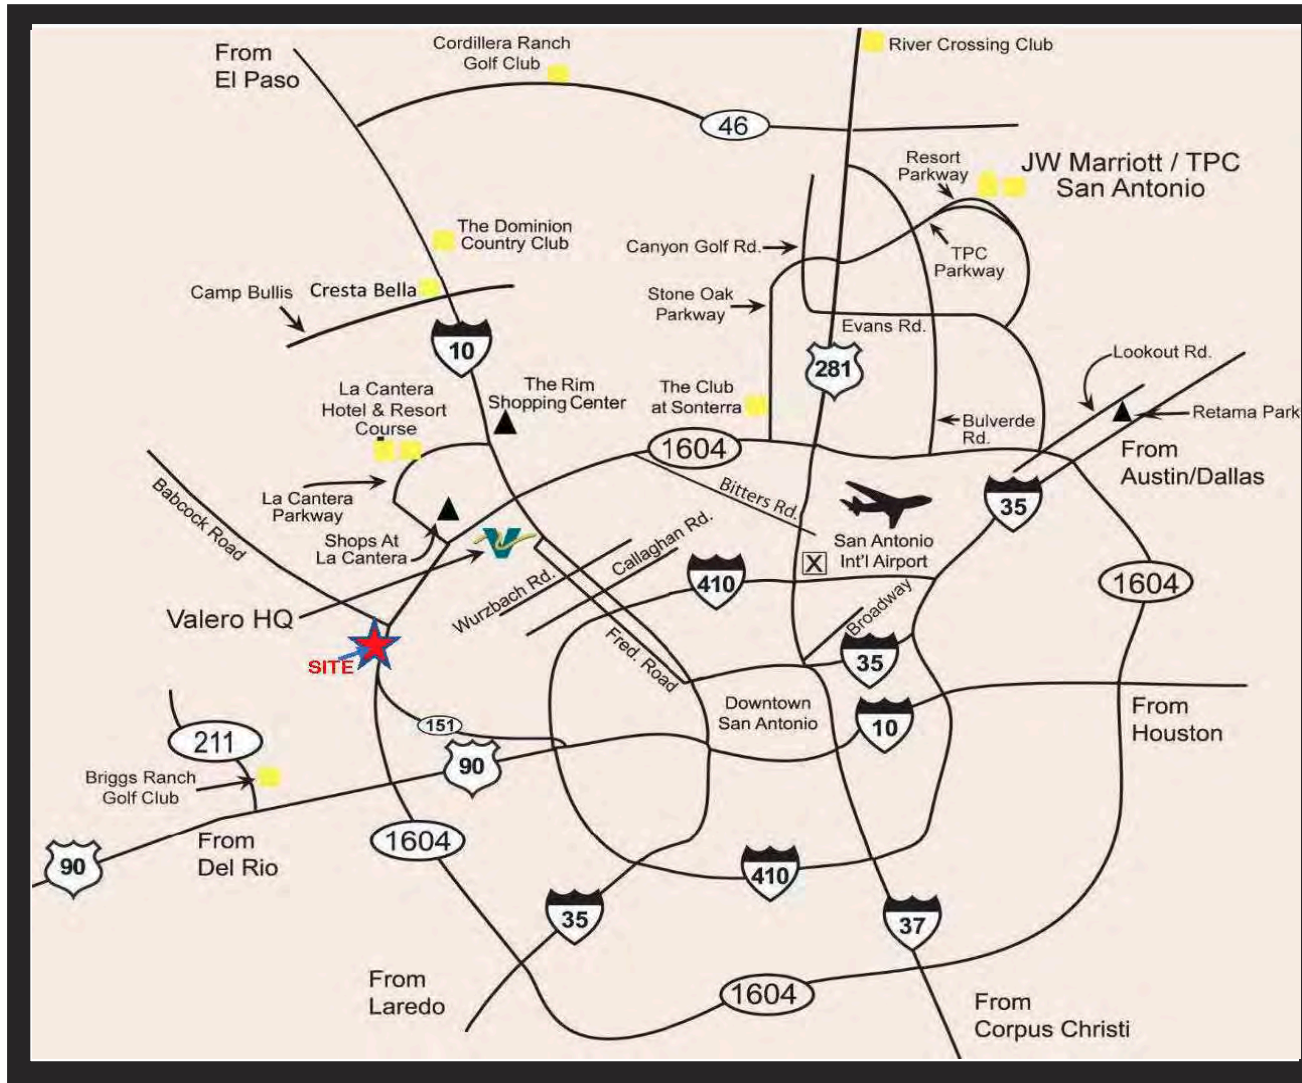 From
El Paso
Cordillera Ranch
Golf Club
River Crossing Club
46
Resort
Parkway
JW Marriott / TPC
San Antonio
The Dominion
Country Club
Canyon Golf Rd.
TPC
Parkway
Camp Bullis
Cresta Bella
Stone Oak
Parkway
Evans Rd.
10
281
Lookout Rd.
La Cantera
Hotel & Resort
Course
The Rim
Shopping Center
The Club
at Sonterra
Bulverde
Rd.
Retama Park
1604
From
Austin/Dallas
Babcock Road
La Cantera
Parkway
Bitters Rd.
35
Shops At
La Cantera
V
Callaghan Rd.
San Antonio
Int'l Airport
X
410
1604
Wurzbach Rd.
Broadway
Valero HQ
Fred. Road
SITE
35
Downtown
San Antonio
10
From
Houston
151
211
90
Briggs Ranch
Golf Club
From
Del Rio
1604
90
410
35
37
From
Laredo
1604
From
Corpus Christi